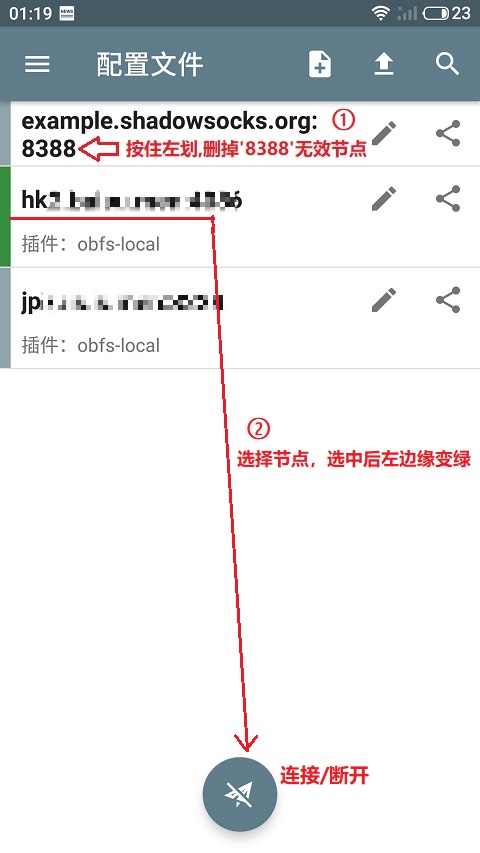 01:19
NEWS
23
配置文件
example.shadowsocks.org:
8388
①
按住左划,删掉'8388'无效节点
hk
插件：obfs-local
jp
插件：obfs-local
②
选择节点，选中后左边缘变绿
连接/断开